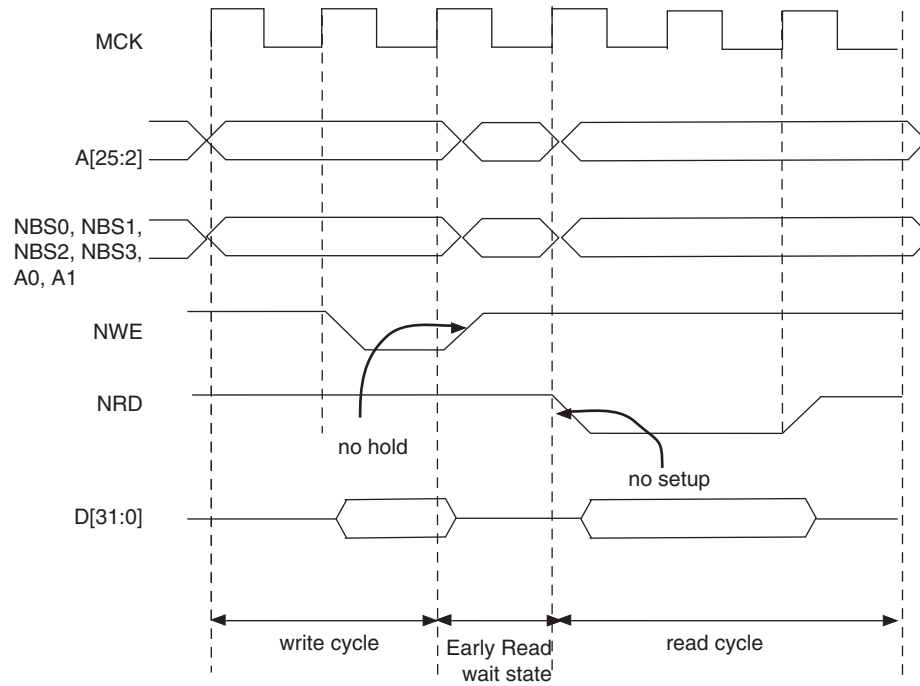 MCK
A[25:2]
NBS0, NBS1,
NBS2, NBS3,
A0, A1
NWE
NRD
no hold
no setup
D[31:0]
write cycle
Early Read
wait state
read cycle